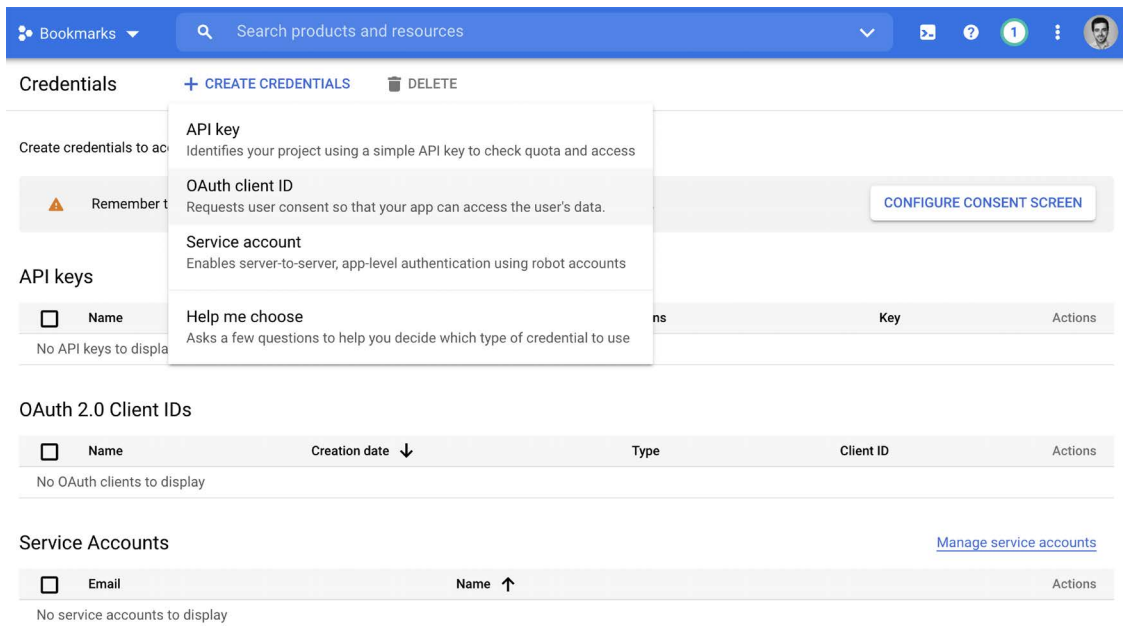 Bookmarks
Search products and resources
1
Credentials
CREATE CREDENTIALS
DELETE
API key
Identifies your project using a simple API key to check quota and access
Create credentials to ac
OAuth client ID
Requests user consent so that your app can access the user's data.
Remember t
CONFIGURE CONSENT SCREEN
Service account
Enables server-to-server, app-level authentication using robot accounts
API keys
Help me choose
Asks a few questions to help you decide which type of credential to use
Name ns Key Actions
No API keys to displa
OAuth 2.0 Client IDs
Name Creation date Type Client ID Actions
No OAuth clients to display
Service Accounts Manage service accounts
Email Name Actions
No service accounts to display